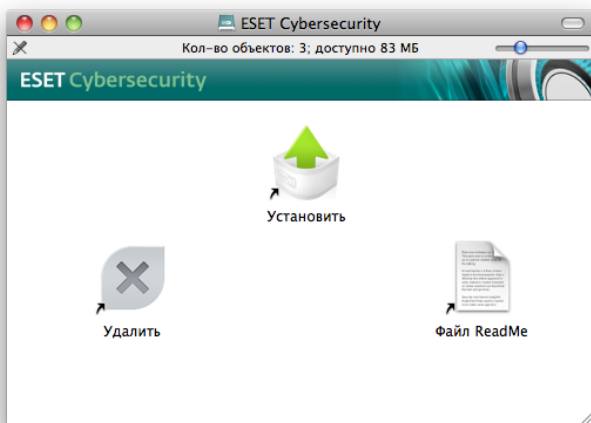 ESET Cybersecurity
Кол-во объектов: 3; доступно 83 МБ
ESET Cybersecurity
Установить
Удалить
Файл ReadMe